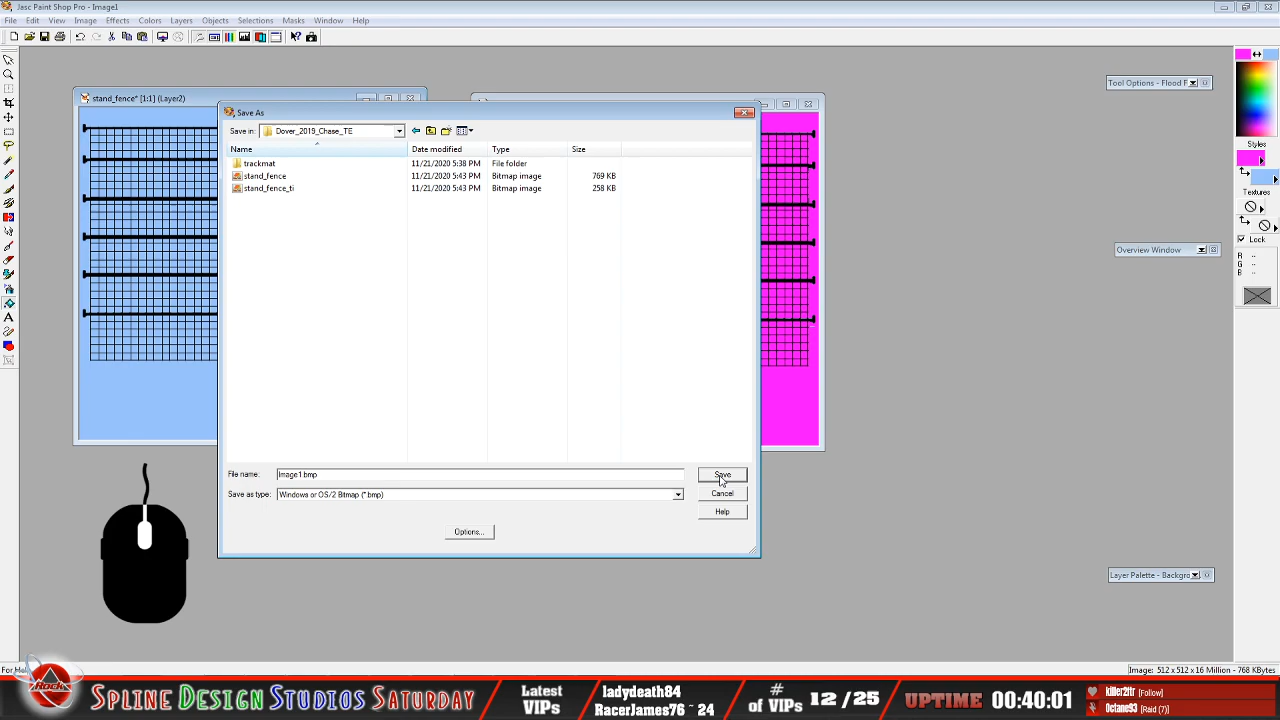 Jasc Paint Shop Pro - Image1
File Edit View Image Effects Colors Layers Objects Selections Masks Window Help
stand_fence* [1:1] (Layer2)
Tool Options - Flood F
Save As
Save in: Dover_2019_Chase_TE
Name Date modified Type Size
trackmat 11/21/2020 5:38 PM File folder
stand_fence 11/21/2020 5:43 PM Bitmap image 769 KB
stand_fence_ti 11/21/2020 5:43 PM Bitmap image 258 KB
Styles
Textures
Lock
Overview Window
R --
G --
B --
File name: Image1.bmp Save
Save as type: Windows or OS/2 Bitmap (*.bmp) Cancel
Help
Options...
Layer Palette - Backgro
For Hel
Image: 512 x 512 x 16 Million - 768 KBytes
Rock
Spline Design Studios Saturday
Latest VIPs
ladydeath84
RacerJames76 ~ 24
# of VIPs 12 / 25
Uptime 00:40:01
killer2ltr [Follow]
Octane93 [Raid (7)]